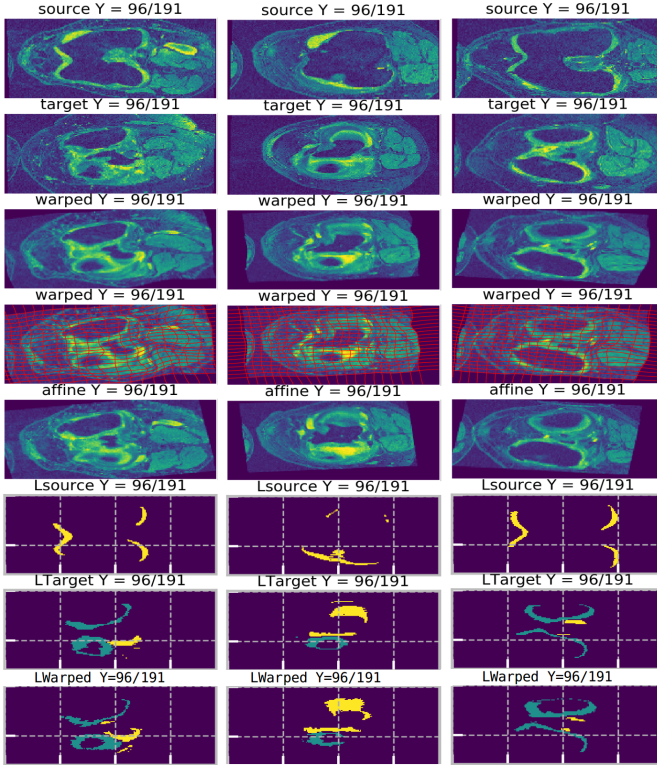 source Y = 96/191 source Y = 96/191 source Y = 96/191
target Y = 96/191 target Y = 96/191 target Y = 96/191
warped Y = 96/191 warped Y = 96/191 warped Y = 96/191
warped Y = 96/191 warped Y = 96/191 warped Y = 96/191
affine Y = 96/191 affine Y = 96/191 affine Y = 96/191
Lsource Y = 96/191 Lsource Y = 96/191 Lsource Y = 96/191
LTarget Y = 96/191 LTarget Y = 96/191 LTarget Y = 96/191
LWarped Y=96/191 LWarped Y=96/191 LWarped Y=96/191